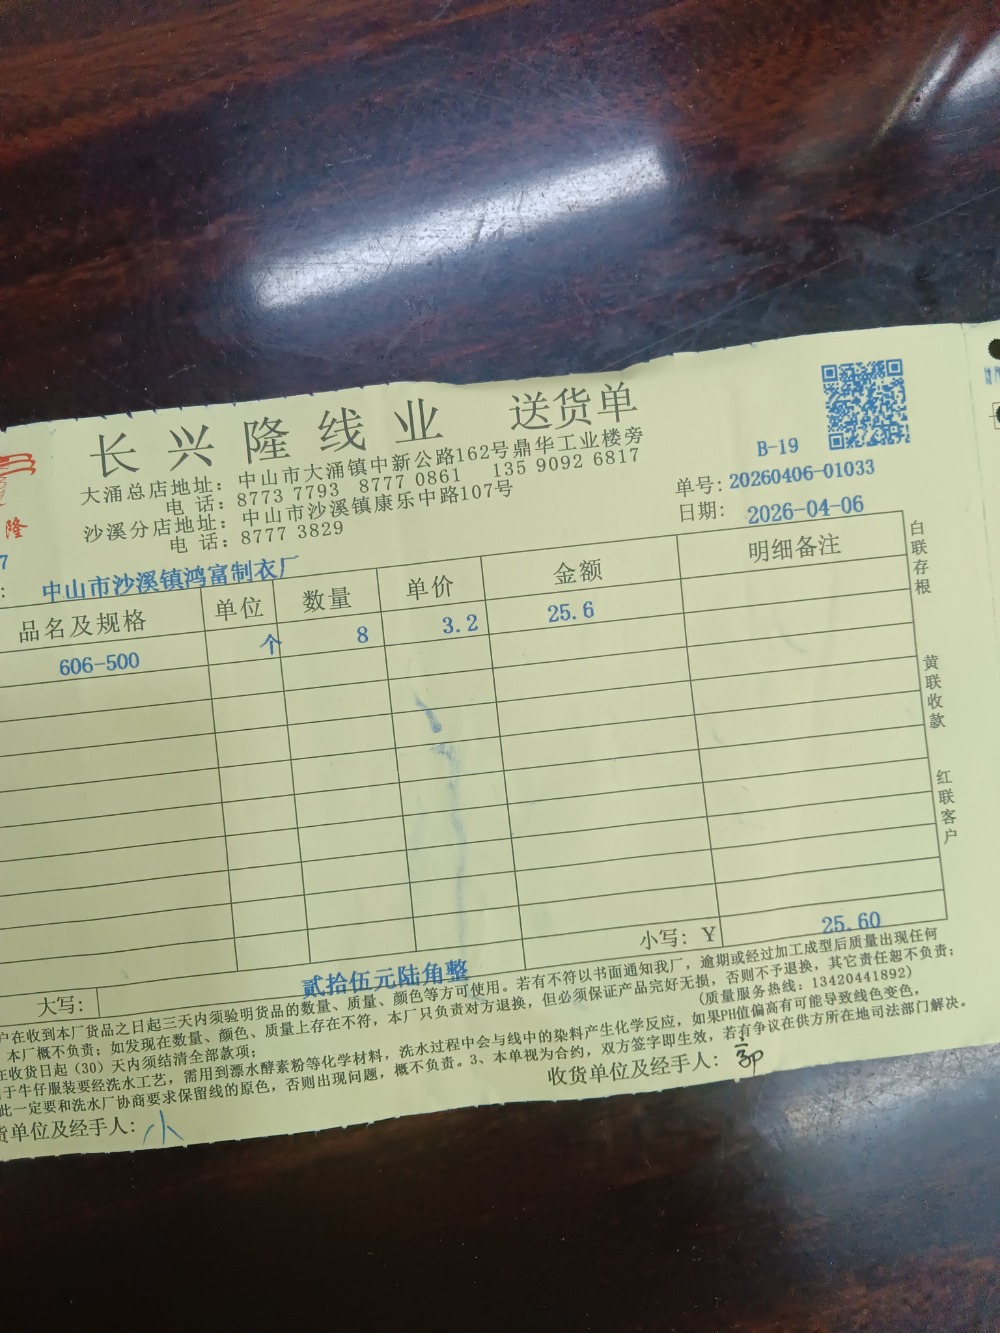 长兴隆线业 送货单
大涌总店地址：中山市大涌镇中新公路162号鼎华工业楼旁
电 话：8773 7793 8777 0861 135 9092 6817
沙溪分店地址：中山市沙溪镇康乐中路107号
电 话：8777 3829
隆
B-19
单号：20260406-01033
日期：2026-04-06
7
：中山市沙溪镇鸿富制衣厂
品名及规格 单位 数量 单价 金额 明细备注
606-500 个 8 3.2 25.6
小写：Y 25.60
大写：贰拾伍元陆角整
户在收到本厂货品之日起三天内须验明货品的数量、质量、颜色等方可使用。若有不符以书面通知我厂，逾期或经过加工成型后质量出现任何
本厂概不负责；如发现在数量、颜色、质量上存在不符，本厂只负责对方退换，但必须保证产品完好无损，否则不予退换，其它责任恕不负责；
在收货日起（30）天内须结清全部款项；（质量服务热线：13420441892）
于牛仔服装要经洗水工艺，需用到漂水酵素粉等化学材料，洗水过程中会与线中的染料产生化学反应，如果PH值偏高有可能导致线色变色，
此一定要和洗水厂协商要求保留线的原色，否则出现问题，概不负责。3、本单视为合约，双方签字即生效，若有争议在供方所在地司法部门解决。
货单位及经手人：小
收货单位及经手人：
白联存根
黄联收款
红联客户